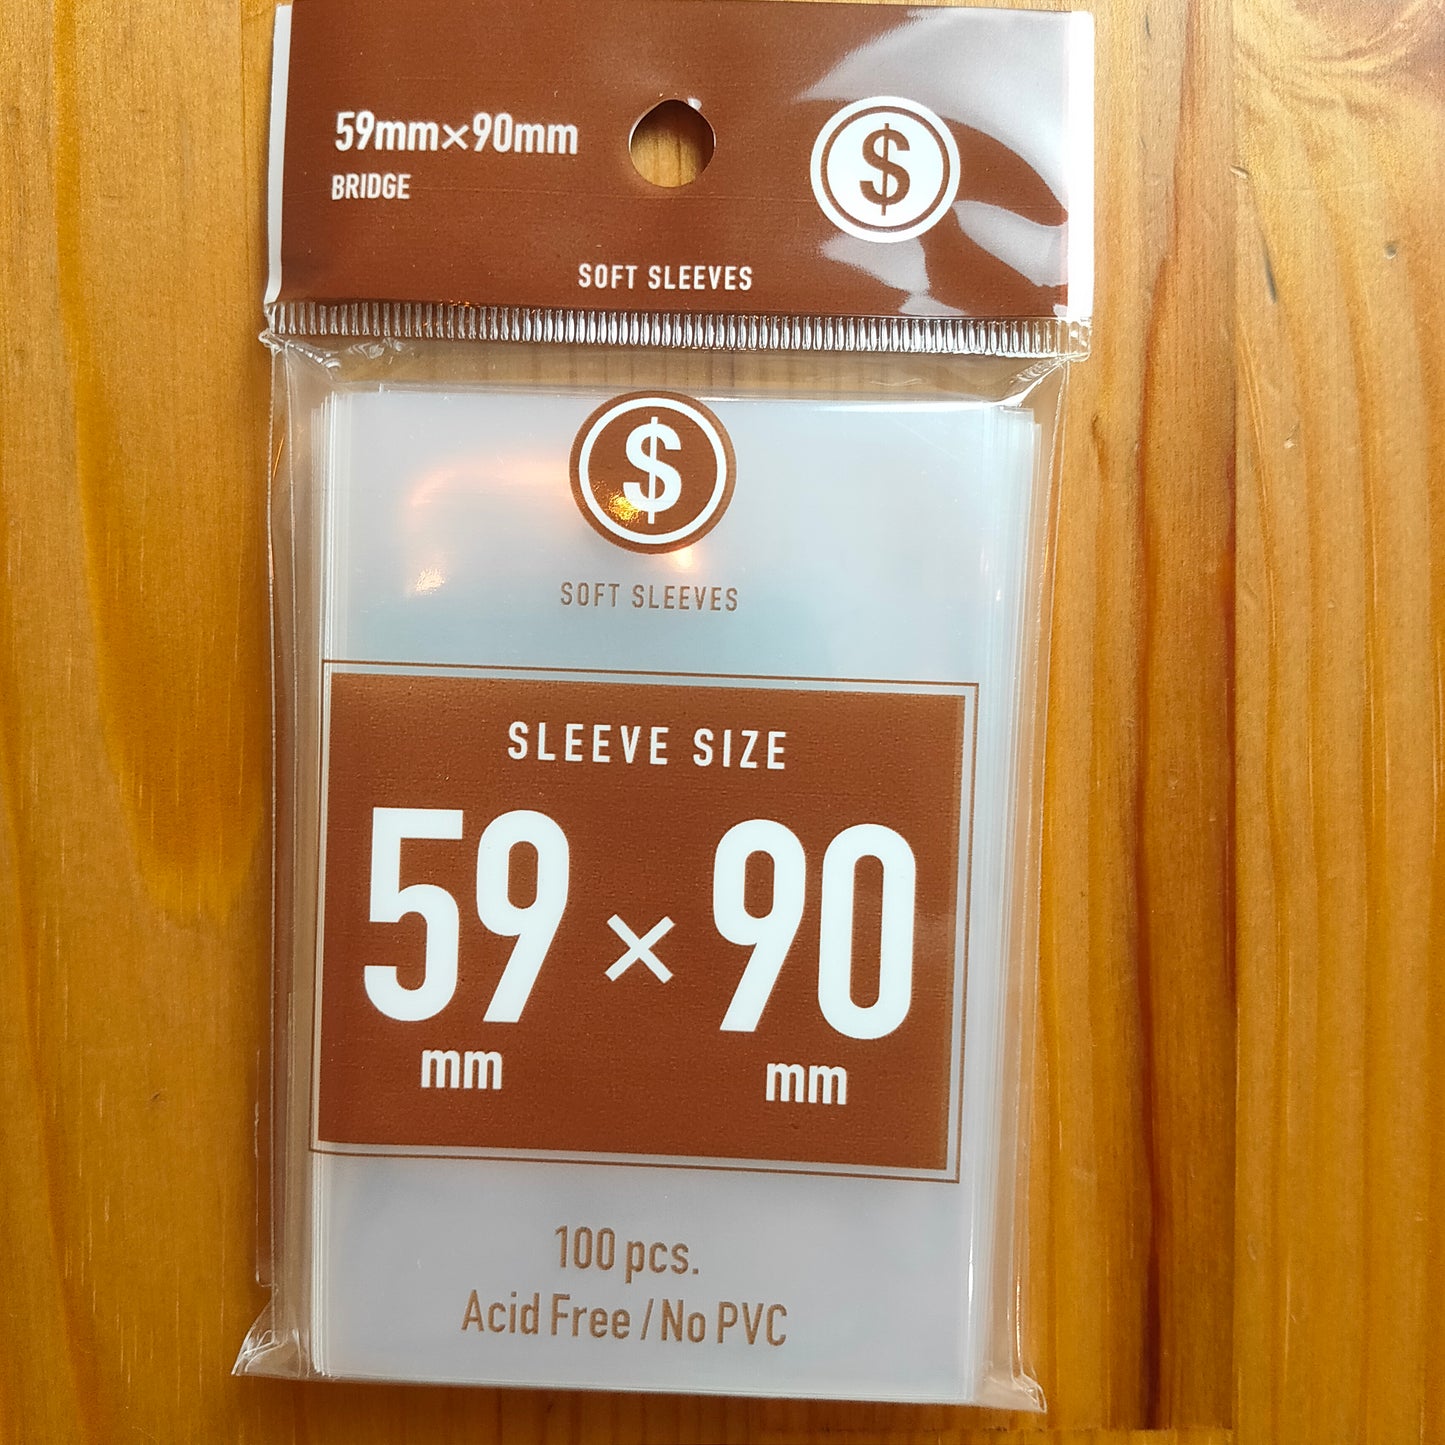 59mm×90mm
BRIDGE
$
SOFT SLEEVES
$
SOFT SLEEVES
SLEEVE SIZE
59×90
mm mm
100 pcs.
Acid Free / No PVC